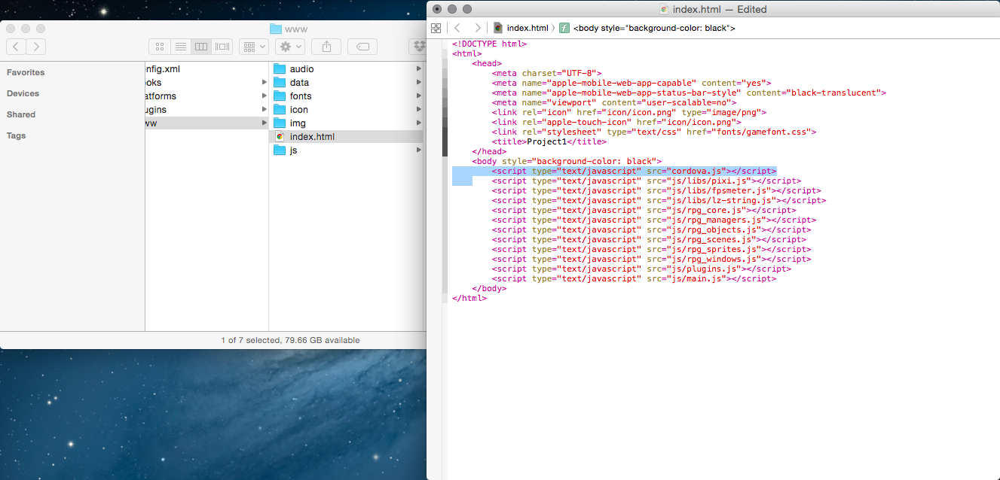 www
Favorites
Devices
Shared
Tags
nfig.xml
oks
atforms
ugins
ww
audio
data
fonts
icon
img
index.html
js
1 of 7 selected, 79.66 GB available
index.html — Edited
index.html 〉 f <body style="background-color: black">
<!DOCTYPE html>
<html>
<head>
<meta charset="UTF-8">
<meta name="apple-mobile-web-app-capable" content="yes">
<meta name="apple-mobile-web-app-status-bar-style" content="black-translucent">
<meta name="viewport" content="user-scalable=no">
<link rel="icon" href="icon/icon.png" type="image/png">
<link rel="apple-touch-icon" href="icon/icon.png">
<link rel="stylesheet" type="text/css" href="fonts/gamefont.css">
<title>Project1</title>
</head>
<body style="background-color: black">
<script type="text/javascript" src="cordova.js"></script>
<script type="text/javascript" src="js/libs/pixi.js"></script>
<script type="text/javascript" src="js/libs/fpsmeter.js"></script>
<script type="text/javascript" src="js/libs/lz-string.js"></script>
<script type="text/javascript" src="js/rpg_core.js"></script>
<script type="text/javascript" src="js/rpg_managers.js"></script>
<script type="text/javascript" src="js/rpg_objects.js"></script>
<script type="text/javascript" src="js/rpg_scenes.js"></script>
<script type="text/javascript" src="js/rpg_sprites.js"></script>
<script type="text/javascript" src="js/rpg_windows.js"></script>
<script type="text/javascript" src="js/plugins.js"></script>
<script type="text/javascript" src="js/main.js"></script>
</body>
</html>